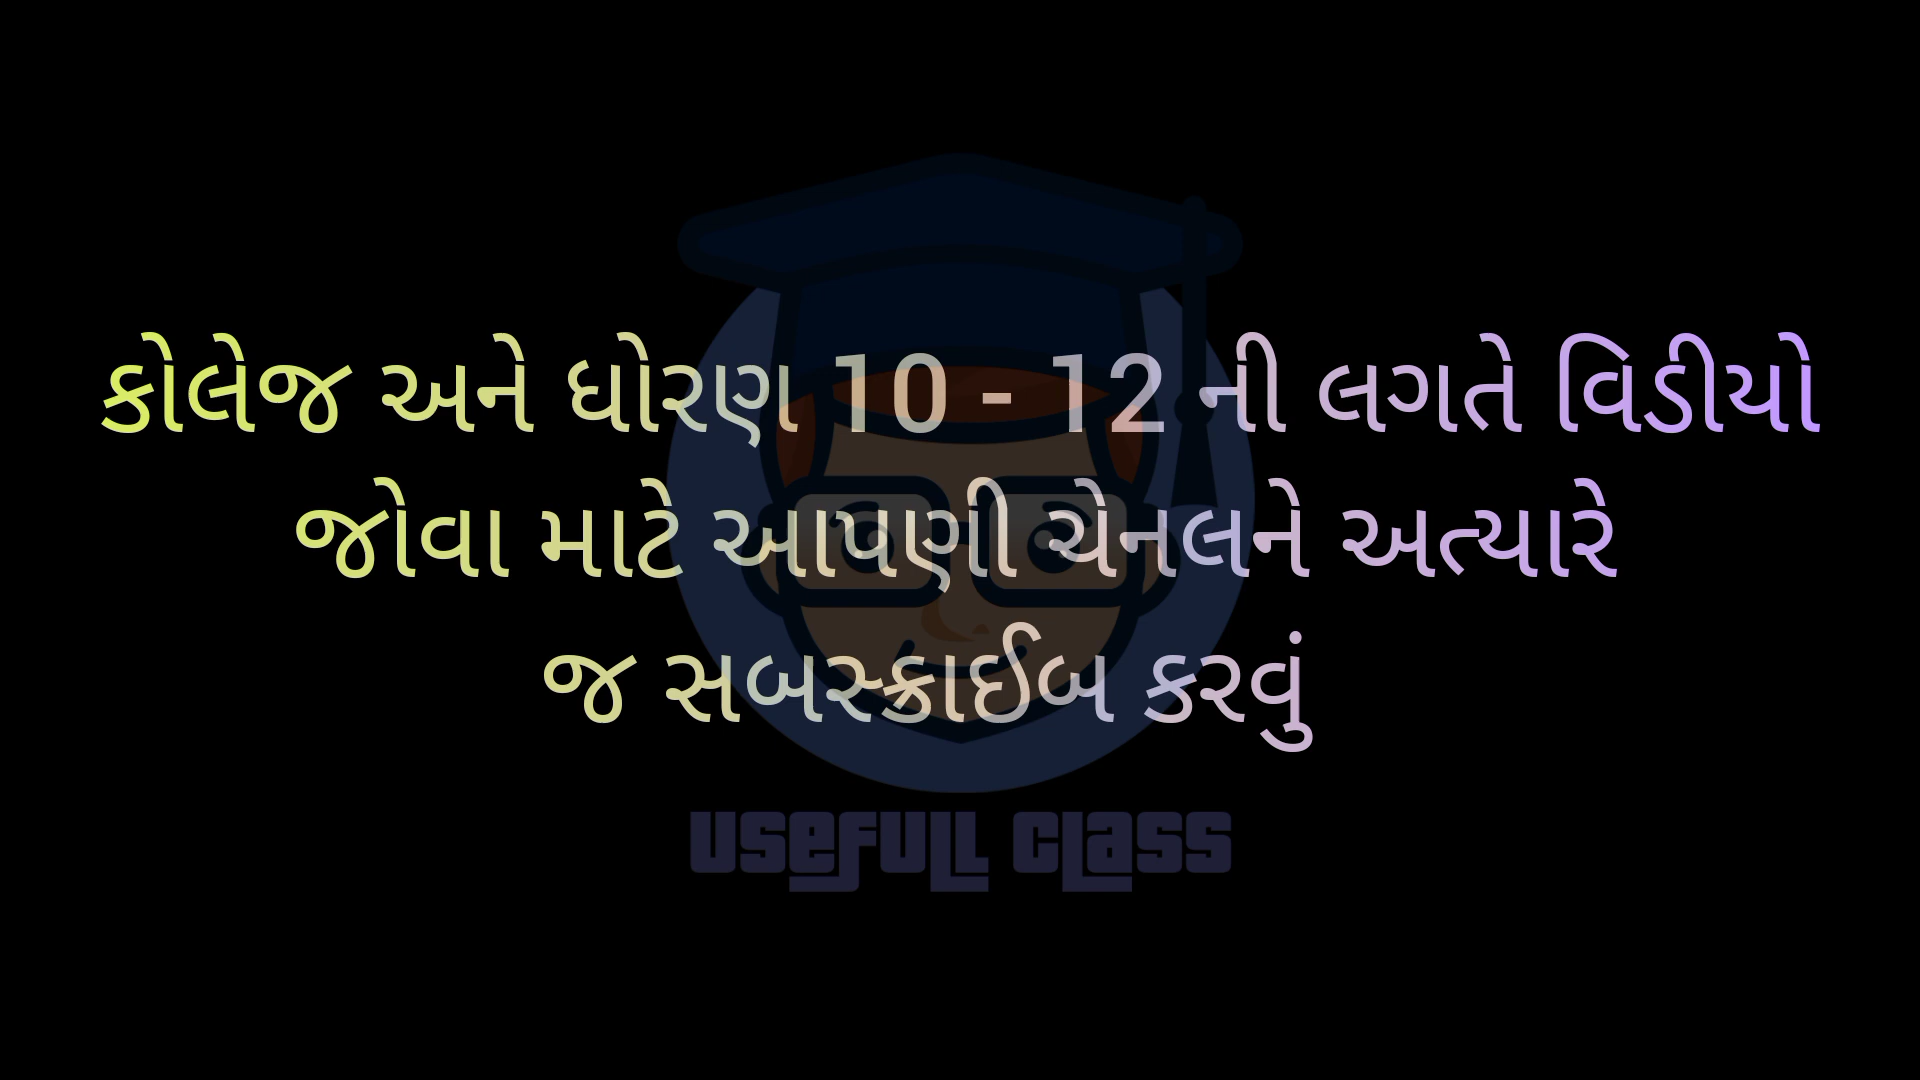 કોલેજ અને ધોરણ 10 - 12 ની લગતે વિડીયો
જોવા માટે આપણી ચેનલને અત્યારે
જ સબસ્ક્રાઈબ કરવું
USEFULL CLASS